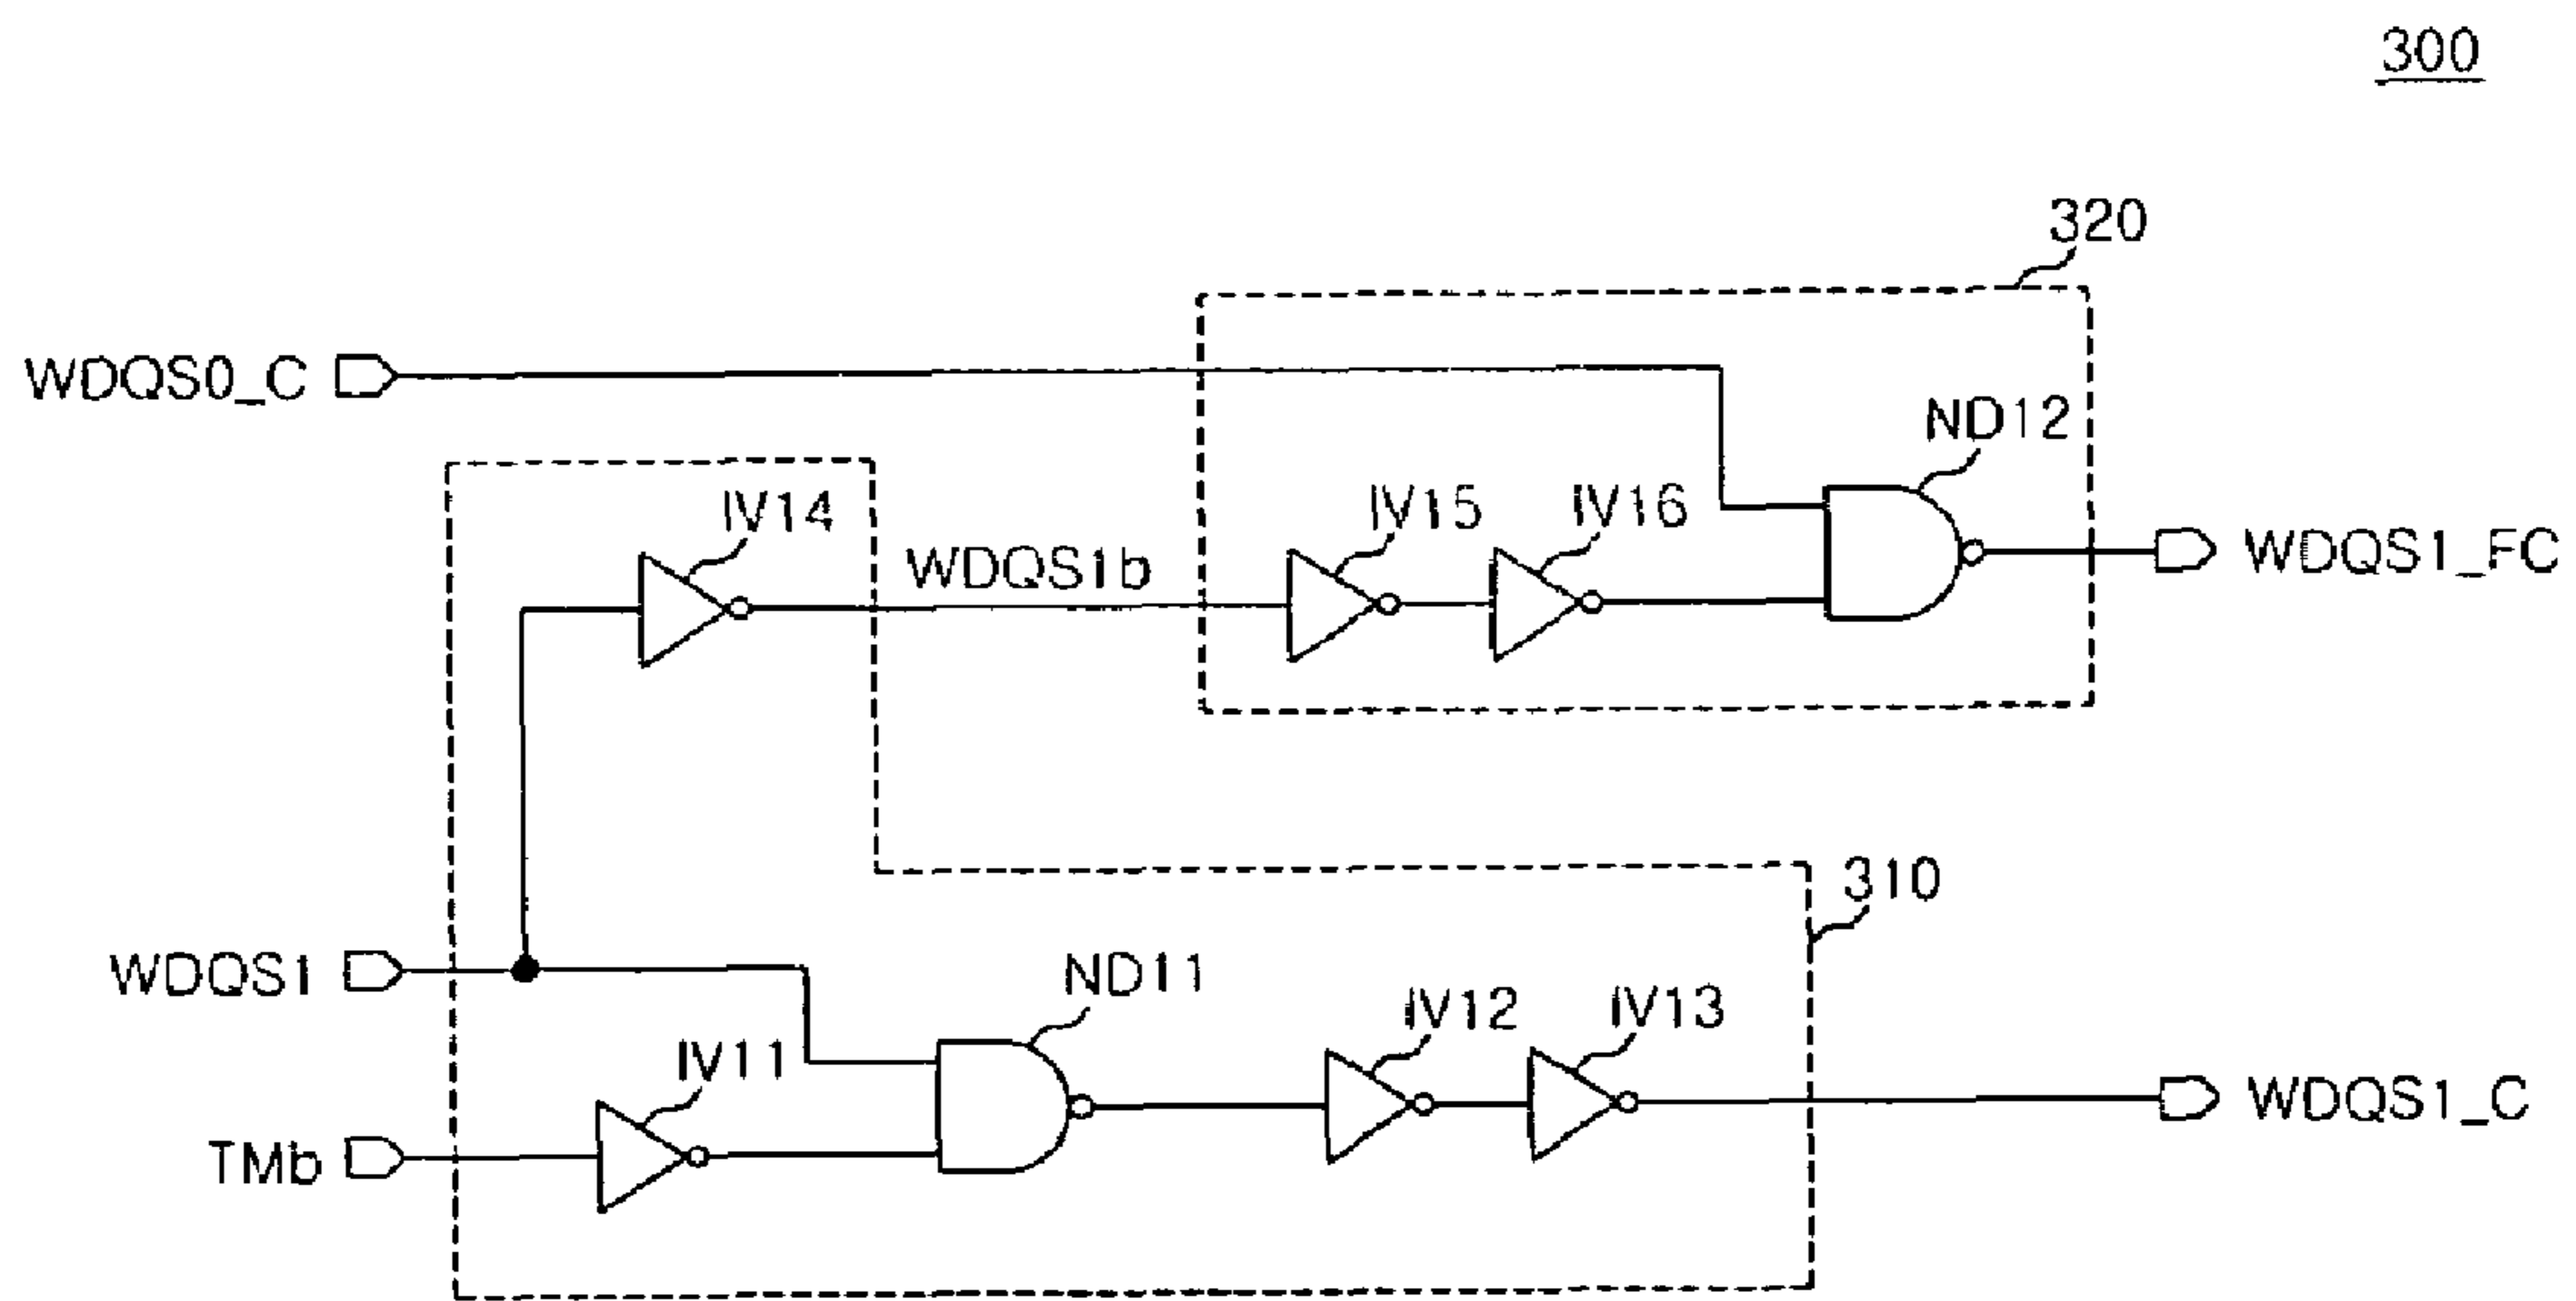 300
320
WDQS0_C
ND12
IV14
IV15
IV16
WDQS1b
WDQS1_FC
310
WDQS1
ND11
IV12
IV13
IV11
WDQS1_C
TMb